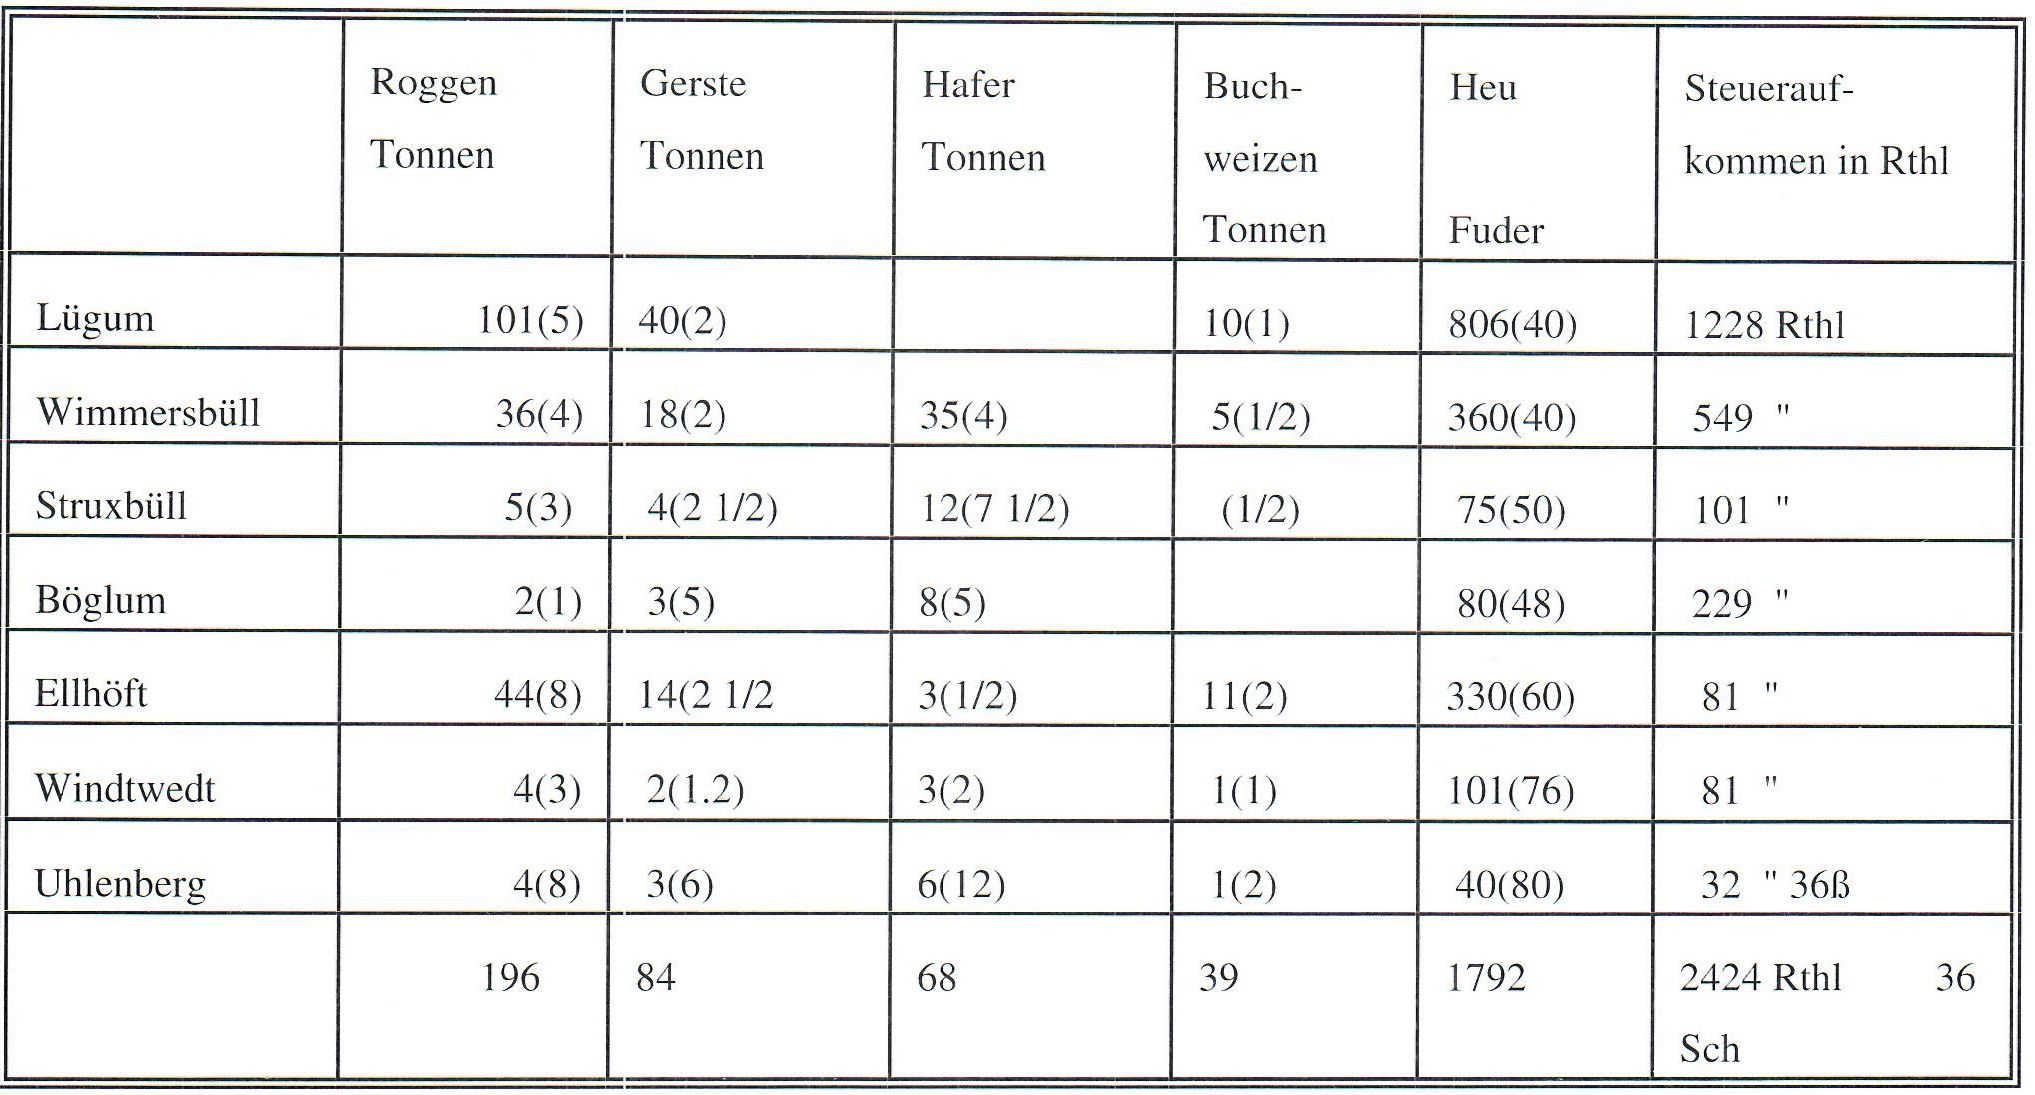 Roggen Gerste Hafer Buch- Heu Steuerauf-
Tonnen Tonnen Tonnen weizen kommen in Rthl
Tonnen Fuder
Lügum 101(5) 40(2) 10(1) 806(40) 1228 Rthl
Wimmersbüll 36(4) 18(2) 35(4) 5(1/2) 360(40) 549 "
Struxbüll 5(3) 4(2 1/2) 12(7 1/2) (1/2) 75(50) 101 "
Böglum 2(1) 3(5) 8(5) 80(48) 229 "
Ellhöft 44(8) 14(2 1/2 3(1/2) 11(2) 330(60) 81 "
Windtwedt 4(3) 2(1.2) 3(2) 1(1) 101(76) 81 "
Uhlenberg 4(8) 3(6) 6(12) 1(2) 40(80) 32 " 36ß
196 84 68 39 1792 2424 Rthl 36
Sch